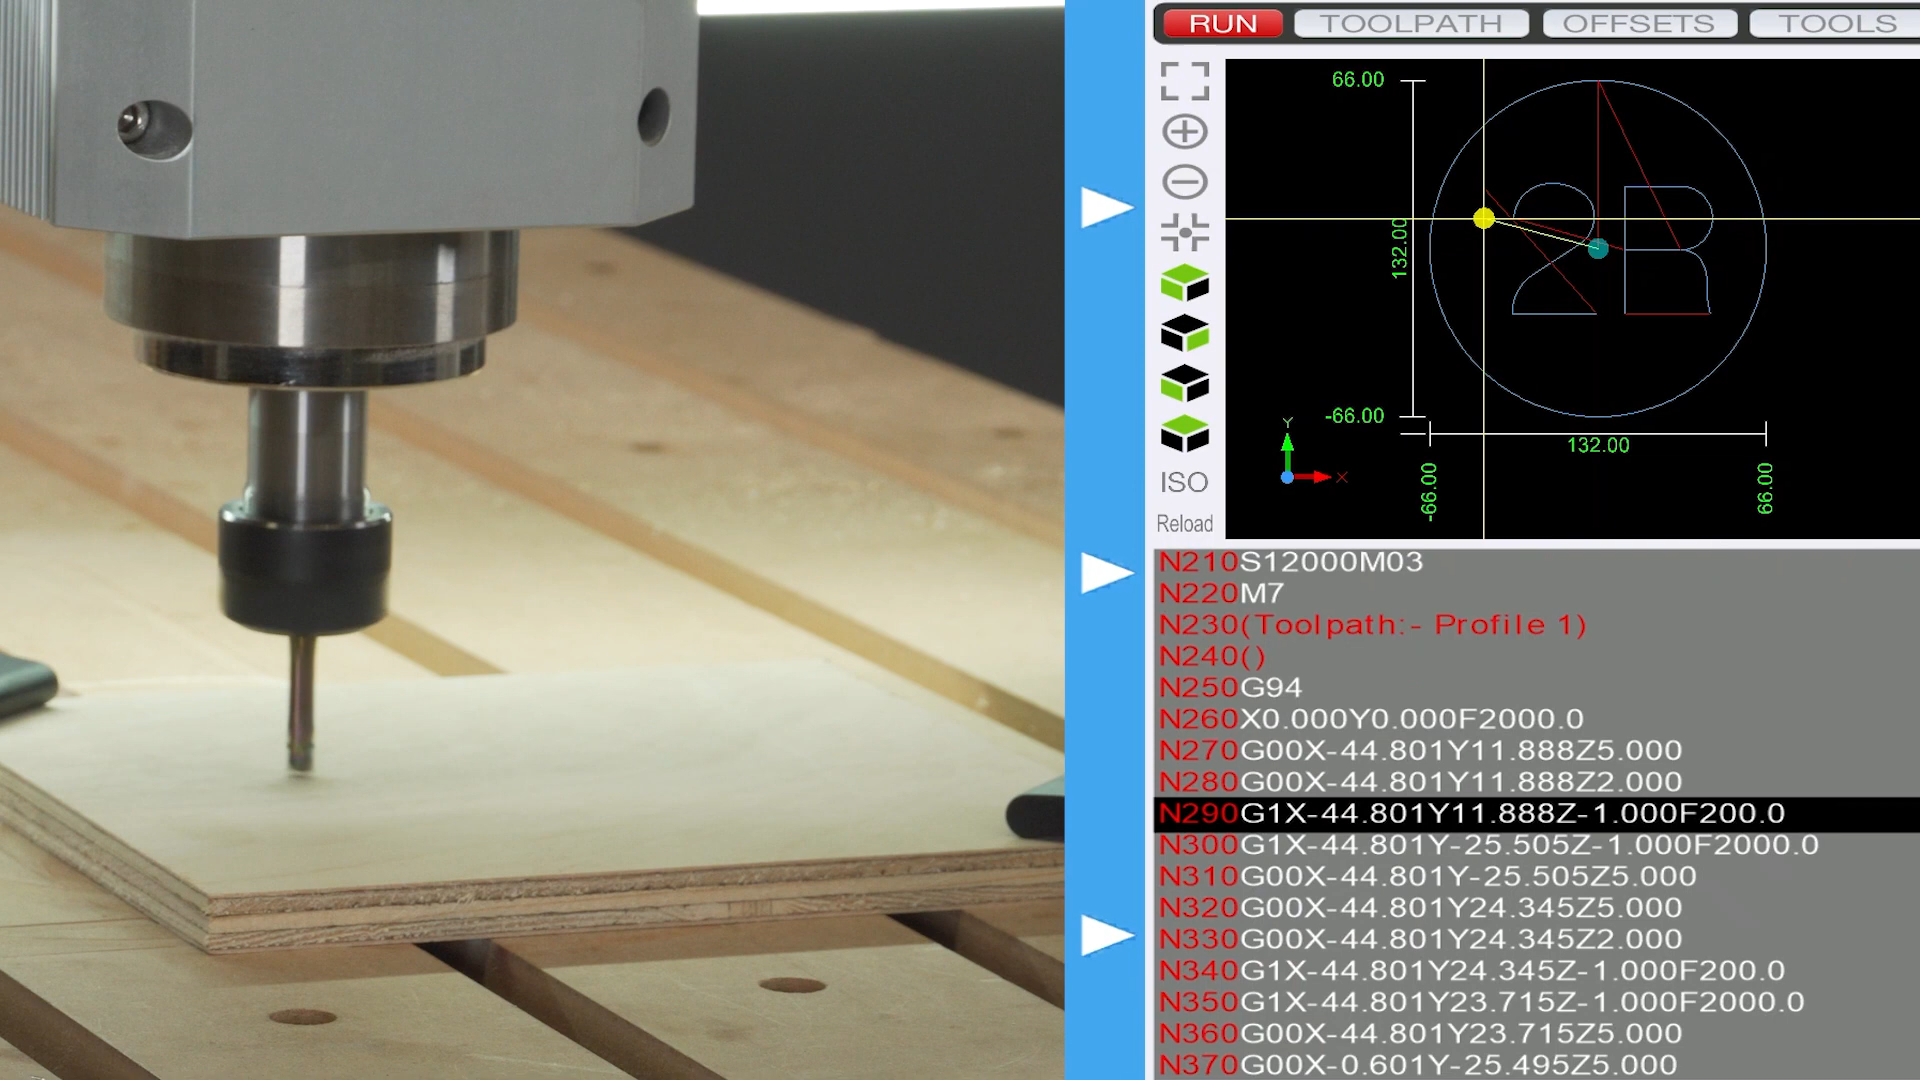 RUN TOOLPATH OFFSETS TOOLS
66.00
132.00
-66.00
132.00
-66.00
66.00
Y
X
ISO
Reload
N210S12000M03
N220M7
N230(Toolpath:- Profile 1)
N240()
N250G94
N260X0.000Y0.000F2000.0
N270G00X-44.801Y11.888Z5.000
N280G00X-44.801Y11.888Z2.000
N290G1X-44.801Y11.888Z-1.000F200.0
N300G1X-44.801Y-25.505Z-1.000F2000.0
N310G00X-44.801Y-25.505Z5.000
N320G00X-44.801Y24.345Z5.000
N330G00X-44.801Y24.345Z2.000
N340G1X-44.801Y24.345Z-1.000F200.0
N350G1X-44.801Y23.715Z-1.000F2000.0
N360G00X-44.801Y23.715Z5.000
N370G00X-0.601Y-25.495Z5.000